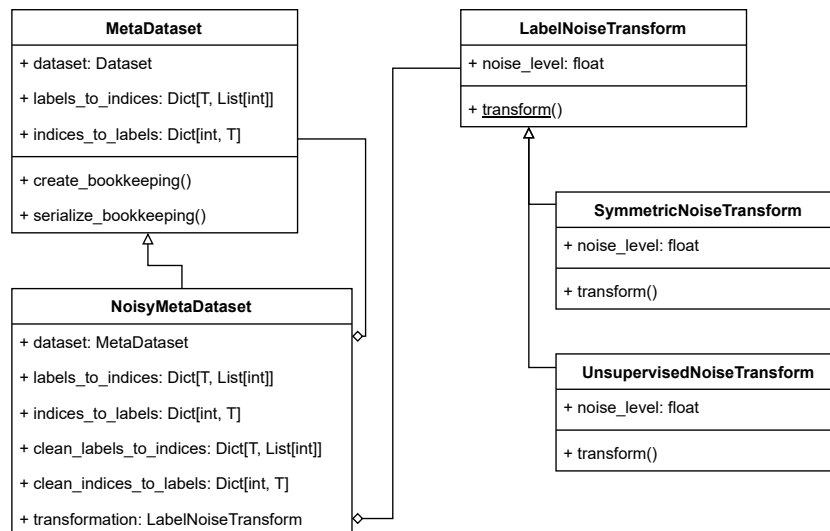 MetaDataset
+ dataset: Dataset
+ labels_to_indices: Dict[T, List[int]]
+ indices_to_labels: Dict[int, T]
+ create_bookkeeping()
+ serialize_bookkeeping()
NoisyMetaDataset
+ dataset: MetaDataset
+ labels_to_indices: Dict[T, List[int]]
+ indices_to_labels: Dict[int, T]
+ clean_labels_to_indices: Dict[T, List[int]]
+ clean_indices_to_labels: Dict[int, T]
+ transformation: LabelNoiseTransform
LabelNoiseTransform
+ noise_level: float
+ transform()
SymmetricNoiseTransform
+ noise_level: float
+ transform()
UnsupervisedNoiseTransform
+ noise_level: float
+ transform()